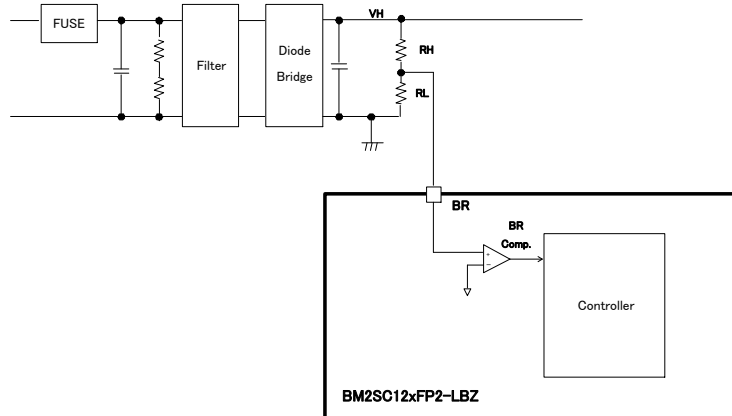 FUSE
VH
Filter
Diode
Bridge
RH
RL
BR
BR
Comp.
+
-
Controller
BM2SC12xFP2-LBZ